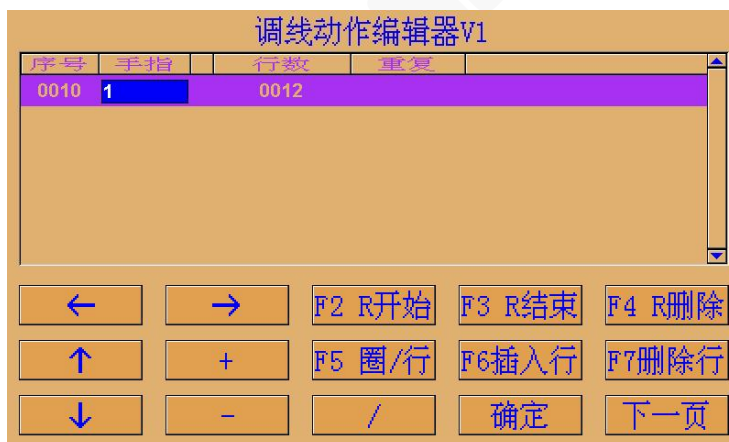 调线动作编辑器V1
序号 手指 行数 重复
0010 1 0012
← → F2 R开始 F3 R结束 F4 R删除
↑ + F5 圈/行 F6插入行 F7删除行
↓ - / 确定 下一页